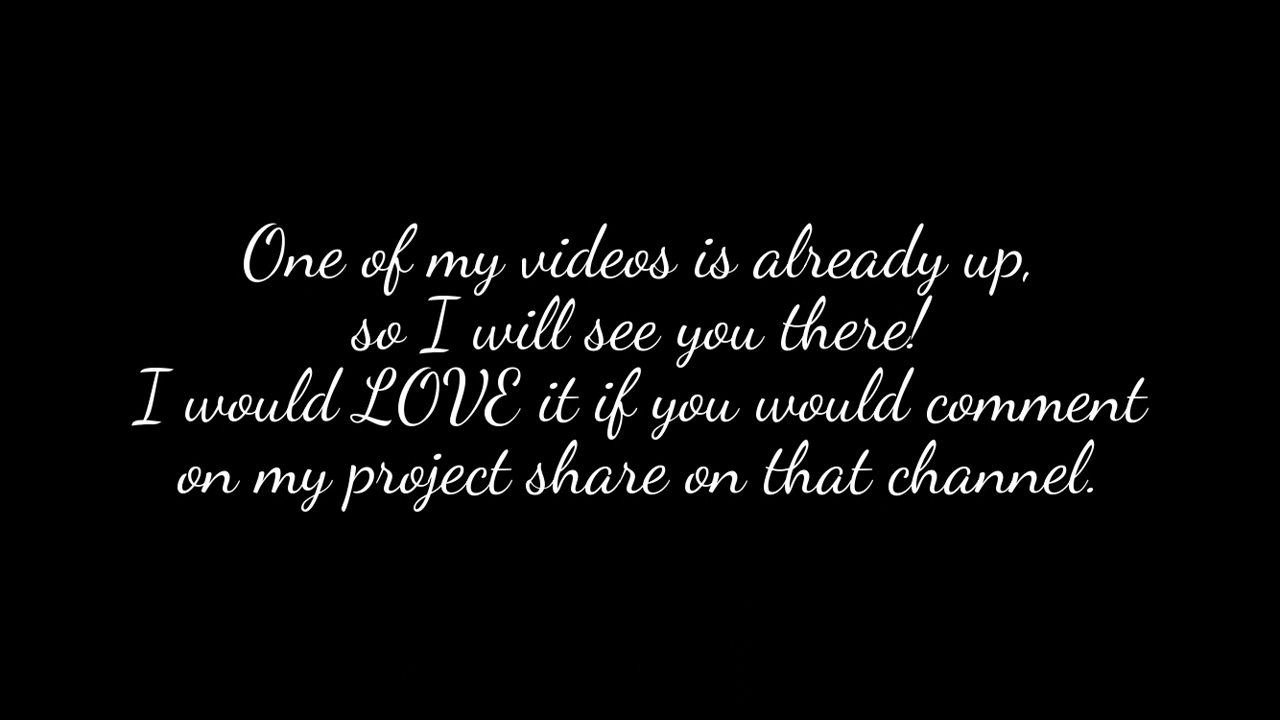 One of my videos is already up,
so I will see you there!
I would LOVE it if you would comment
on my project share on that channel.